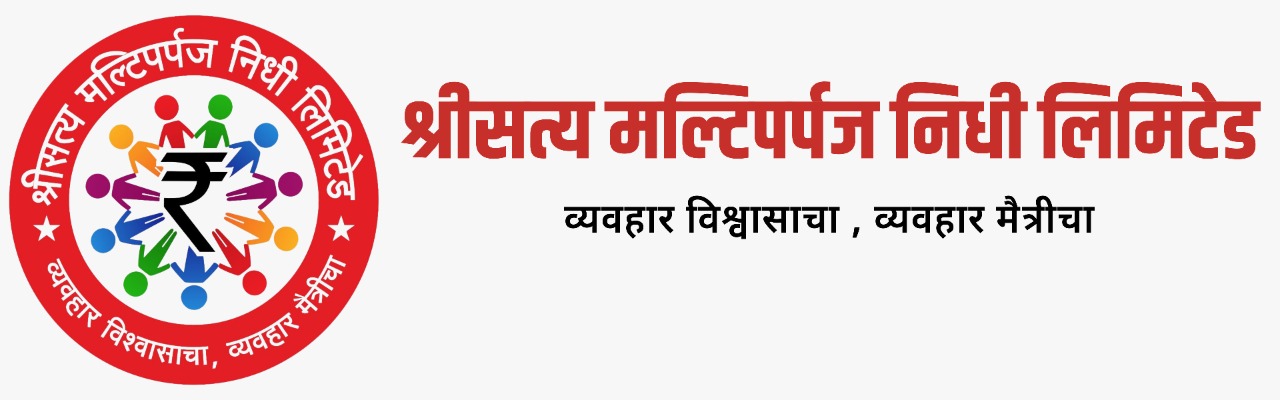 श्रीसत्य मल्टिपर्पज निधी लिमिटेड
व्यवहार विश्वासाचा, व्यवहार मैत्रीचा
₹
श्रीसत्य मल्टिपर्पज निधी लिमिटेड
व्यवहार विश्वासाचा , व्यवहार मैत्रीचा